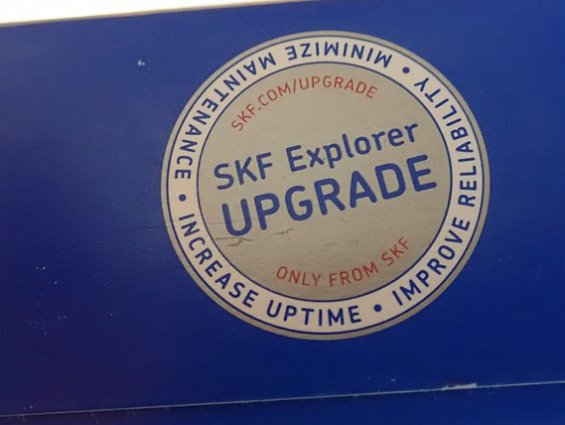 SKF.COM/UPGRADE
SKF Explorer
UPGRADE
ONLY FROM SKF
MINIMIZE MAINTENANCE • INCREASE UPTIME • IMPROVE RELIABILITY •